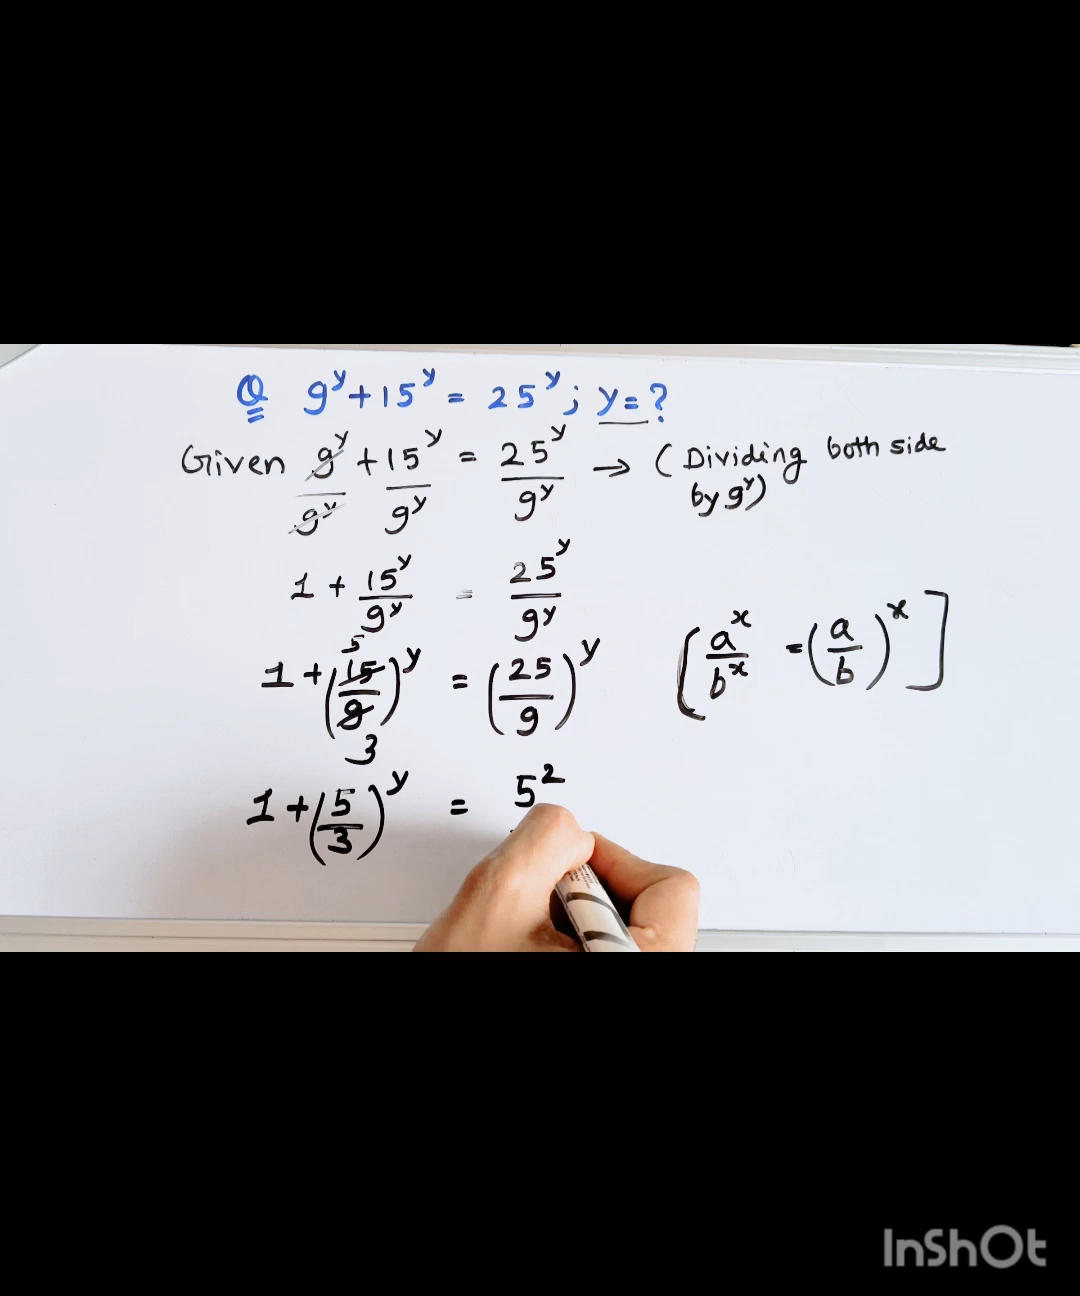 Q 9^y + 15^y = 25^y ; y = ?
Given 9^y/9^y + 15^y/9^y = 25^y/9^y → (Dividing both side
by 9^y)
1 + 15^y/9^y = 25^y/9^y
5
1 + (15/9)^y = (25/9)^y [a^x/b^x = (a/b)^x]
3
1 + (5/3)^y = 5^2
InShOt